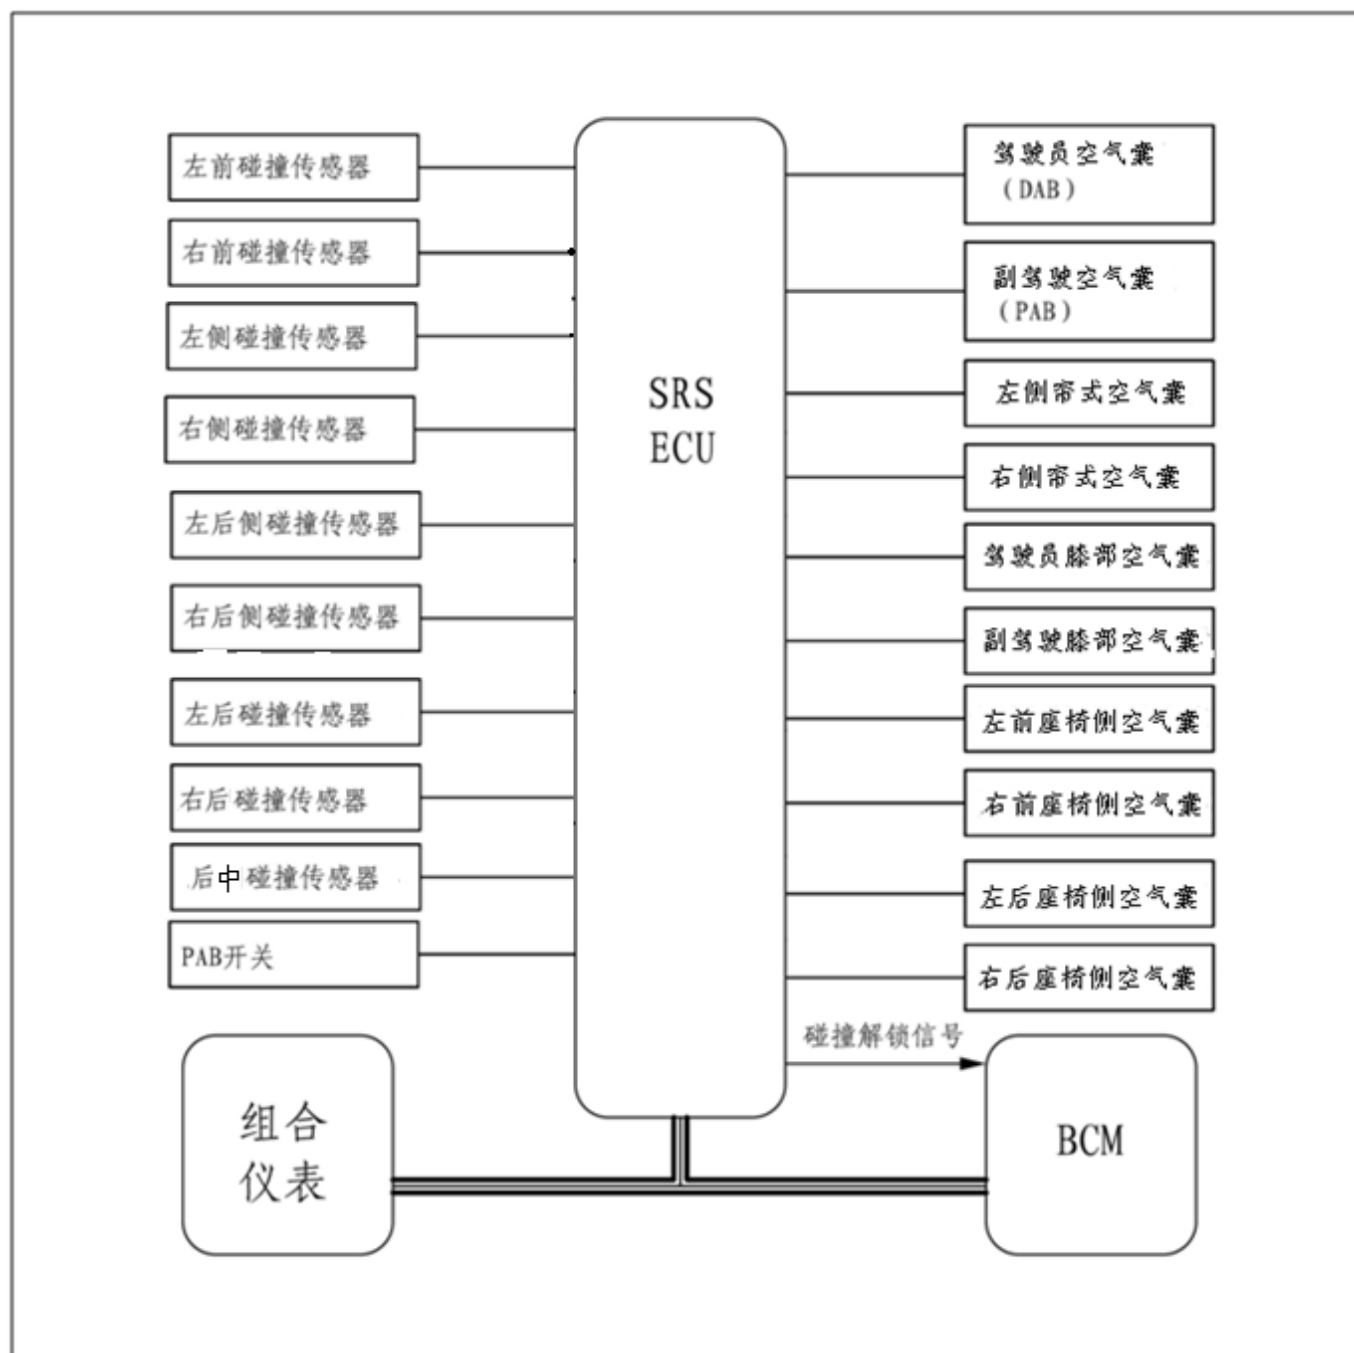 左前碰撞传感器
右前碰撞传感器
左侧碰撞传感器
右侧碰撞传感器
左后侧碰撞传感器
右后侧碰撞传感器
左后碰撞传感器
右后碰撞传感器
后中碰撞传感器
PAB开关
SRS
ECU
驾驶员空气囊
(DAB)
副驾驶空气囊
(PAB)
左侧帘式空气囊
右侧帘式空气囊
驾驶员膝部空气囊
副驾驶膝部空气囊
左前座椅侧空气囊
右前座椅侧空气囊
左后座椅侧空气囊
右后座椅侧空气囊
碰撞解锁信号
组合
仪表
BCM